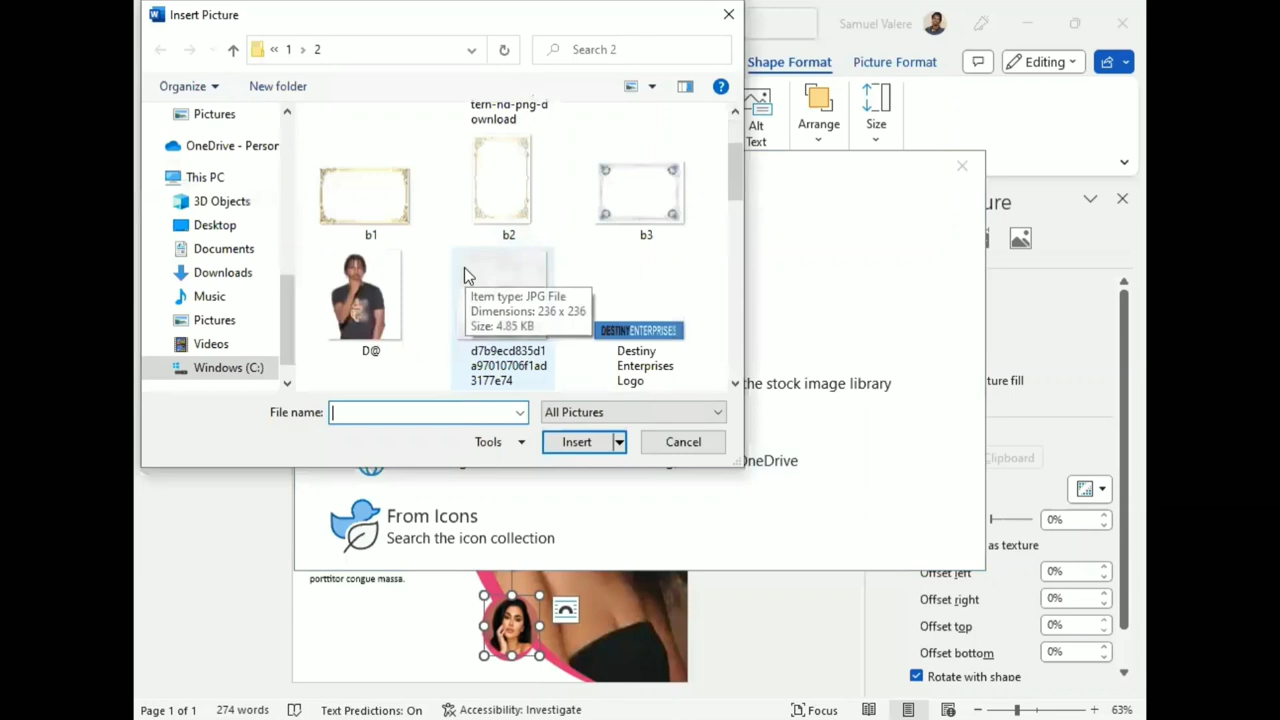 Insert Picture
Samuel Valere
1
2
Search 2
Shape Format
Picture Format
Editing
Organize
New folder
tern-hd-png-d
ownload
Alt
Text
Arrange
Size
Pictures
OneDrive - Person
This PC
3D Objects
Desktop
Documents
Downloads
Music
Pictures
Videos
Windows (C:)
b1
b2
b3
Item type: JPG File
Dimensions: 236 x 236
Size: 4.85 KB
D@
d7b9ecd835d1
a97010706f1ad
3177e74
DESTINY ENTERPRISES
Destiny
Enterprises
Logo
File name:
All Pictures
Tools
Insert
Cancel
ure
the stock image library
ture fill
OneDrive
Clipboard
From Icons
Search the icon collection
0%
as texture
Offset left
0%
Offset right
0%
Offset top
0%
Offset bottom
0%
Rotate with shape
porttitor congue massa.
Page 1 of 1
274 words
Text Predictions: On
Accessibility: Investigate
Focus
63%